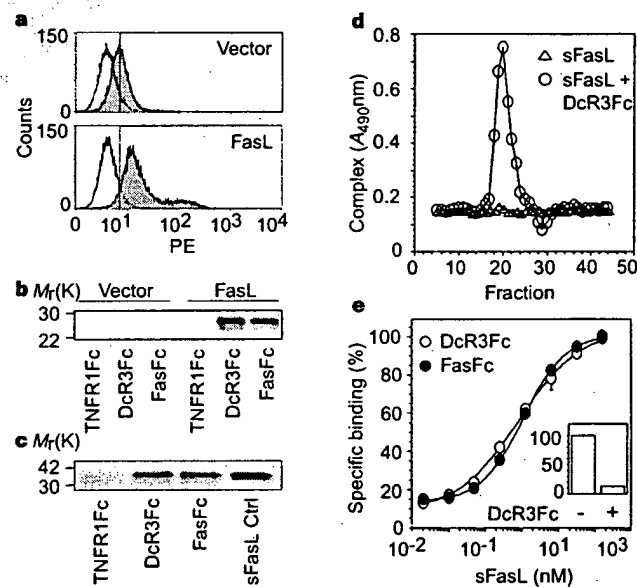 a
150
Vector
0
Counts
150
FasL
0
0 10¹ 10² 10³ 10⁴
PE
b Mr(K) Vector FasL
30
22
TNFR1Fc
DcR3Fc
FasFc
TNFR1Fc
DcR3Fc
FasFc
c Mr(K)
42
30
TNFR1Fc
DcR3Fc
FasFc
sFasL Ctrl
d
0.8
0.6
0.4
0.2
0
Complex (A490nm)
sFasL
sFasL +
DcR3Fc
0 10 20 30 40 50
Fraction
e
100
80
60
40
20
0
Specific binding (%)
DcR3Fc
FasFc
100
50
0
DcR3Fc - +
10⁻² 10⁻¹ 10¹ 10³
sFasL (nM)